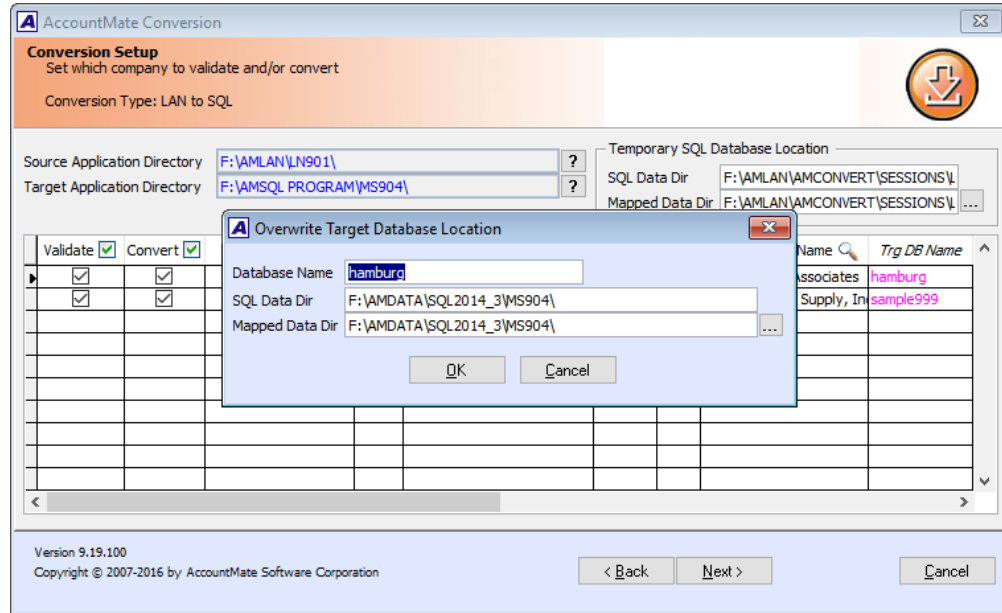 AccountMate Conversion
Conversion Setup
Set which company to validate and/or convert
Conversion Type: LAN to SQL
Source Application Directory F:\AMLAN\LN901\ ?
Target Application Directory F:\AMSQL PROGRAM\MS904\ ?
Temporary SQL Database Location
SQL Data Dir F:\AMLAN\AMCONVERT\SESSIONS\L
Mapped Data Dir F:\AMLAN\AMCONVERT\SESSIONS\L ...
Validate Convert Name Trg DB Name
Associates hamburg
Supply, In sample999
Overwrite Target Database Location
Database Name hamburg
SQL Data Dir F:\AMDATA\SQL2014_3\MS904\
Mapped Data Dir F:\AMDATA\SQL2014_3\MS904\ ...
OK Cancel
Version 9.19.100
Copyright © 2007-2016 by AccountMate Software Corporation
< Back Next > Cancel